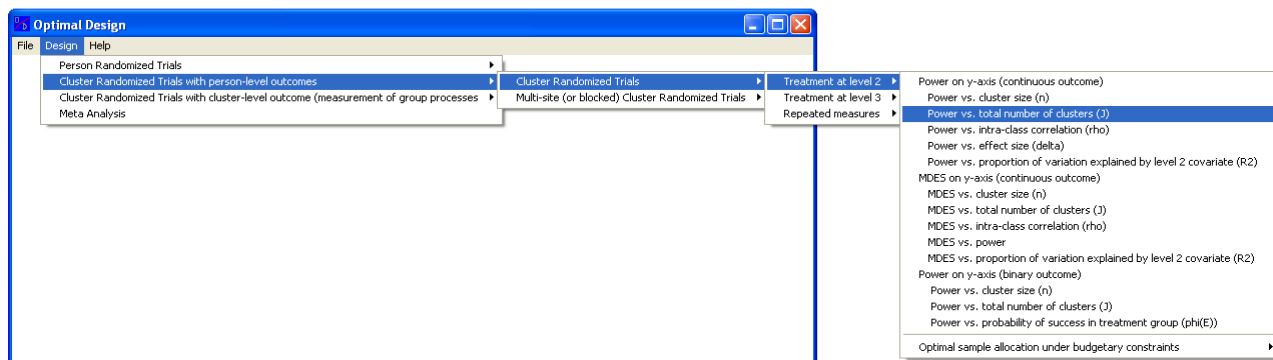 Optimal Design
File Design Help
Person Randomized Trials
Cluster Randomized Trials with person-level outcomes
Cluster Randomized Trials with cluster-level outcome (measurement of group processes
Meta Analysis
Cluster Randomized Trials
Multi-site (or blocked) Cluster Randomized Trials
Treatment at level 2
Treatment at level 3
Repeated measures
Power on y-axis (continuous outcome)
Power vs. cluster size (n)
Power vs. total number of clusters (J)
Power vs. intra-class correlation (rho)
Power vs. effect size (delta)
Power vs. proportion of variation explained by level 2 covariate (R2)
MDES on y-axis (continuous outcome)
MDES vs. cluster size (n)
MDES vs. total number of clusters (J)
MDES vs. intra-class correlation (rho)
MDES vs. power
MDES vs. proportion of variation explained by level 2 covariate (R2)
Power on y-axis (binary outcome)
Power vs. cluster size (n)
Power vs. total number of clusters (J)
Power vs. probability of success in treatment group (phi(E))
Optimal sample allocation under budgetary constraints